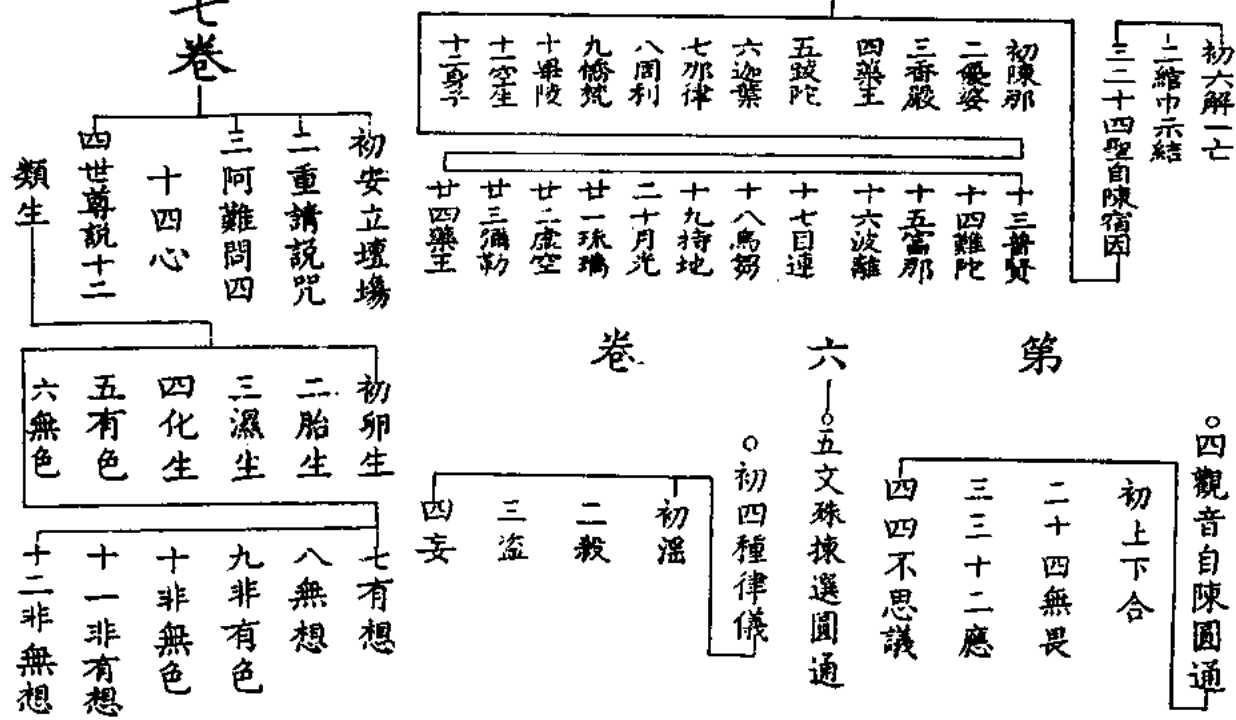 初六解一亡
二綰巾示結
三二十四聖自陳宿因
初陳那
二優婆
三香嚴
四藥王
五跋陀
六迦葉
七那律
八周利
九憍梵
十畢陵
十一空生
十二身子
十三普賢
十四難陀
十五富那
十六波離
十七目連
十八烏芻
十九持地
二十月光
廿一琉璃
廿二虛空
廿三彌勒
廿四藥王
第
六
卷
○四觀音自陳圓通
初上下合
二十四無畏
三三十二應
四四不思議
○五文殊揀選圓通
○初四種律儀
初滛
二殺
三盜
四妄
七卷
初安立壇場
二重請說咒
三阿難問四
十四心
四世尊說十二
類生
初卵生
二胎生
三濕生
四化生
五有色
六無色
七有想
八無想
九非有色
十非無色
十一非有想
十二非無想